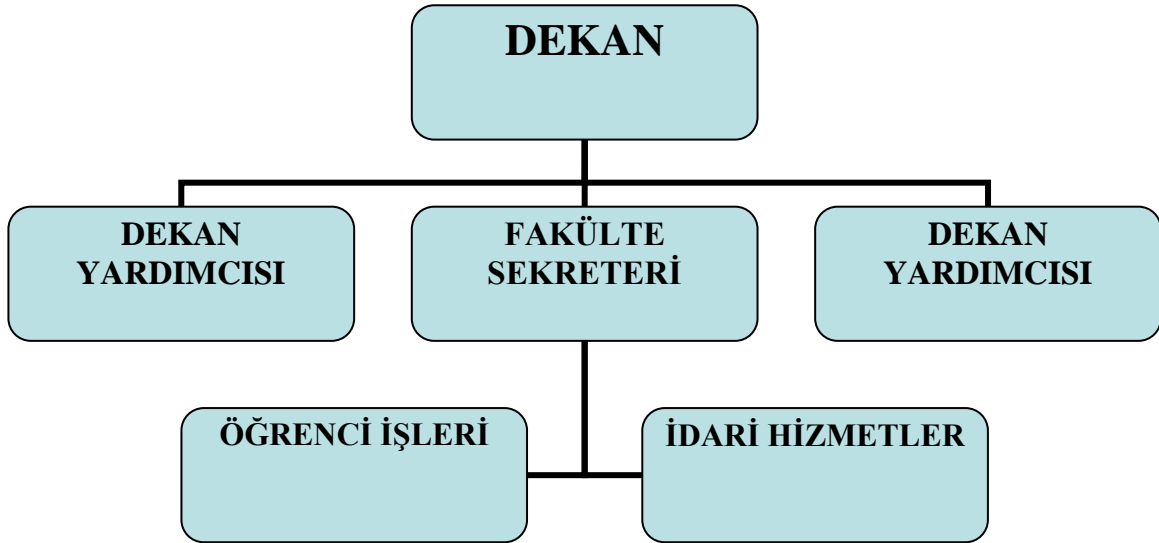 DEKAN
DEKAN
YARDIMCISI
FAKÜLTE
SEKRETERİ
DEKAN
YARDIMCISI
ÖĞRENCİ İŞLERİ
İDARİ HİZMETLER